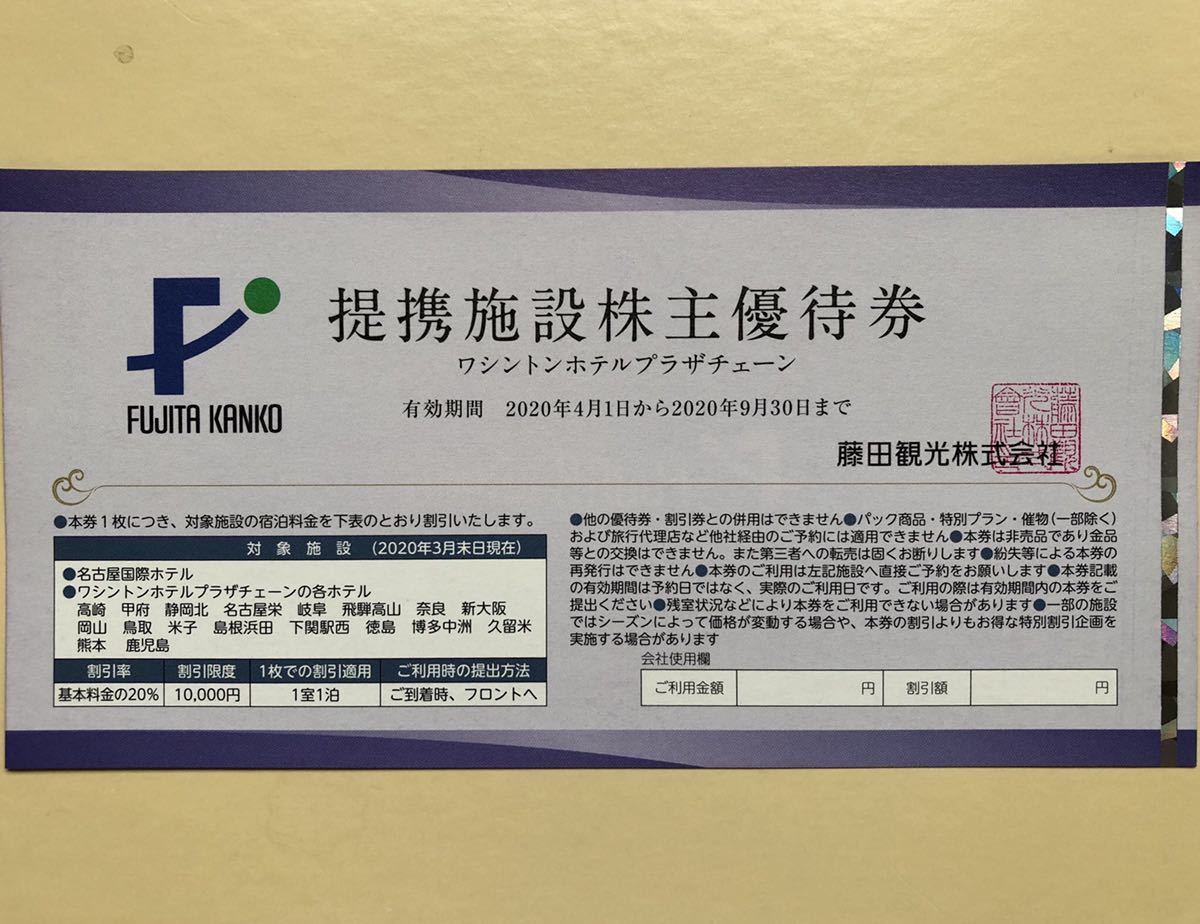 提携施設株主優待券
ワシントンホテルプラザチェーン
有効期間　2020年4月1日から2020年9月30日まで
FUJITA KANKO
藤田観光株式会社
●本券1枚につき、対象施設の宿泊料金を下表のとおり割引いたします。
対象施設　(2020年3月末日現在)
●名古屋国際ホテル
●ワシントンホテルプラザチェーンの各ホテル
高崎　甲府　静岡北　名古屋栄　岐阜　飛騨高山　奈良　新大阪
岡山　鳥取　米子　島根浜田　下関駅西　徳島　博多中洲　久留米
熊本　鹿児島
割引率　割引限度　1枚での割引適用　ご利用時の提出方法
基本料金の20%　10,000円　1室1泊　ご到着時、フロントへ
●他の優待券・割引券との併用はできません●パック商品・特別プラン・催物(一部除く)
および旅行代理店など他社経由のご予約には適用できません●本券は非売品であり金品
等との交換はできません。また第三者への転売は固くお断りします●紛失等による本券の
再発行はできません●本券のご利用は左記施設へ直接ご予約をお願いします●本券記載
の有効期間は予約日ではなく、実際のご利用日です。ご利用の際は有効期間内の本券をご
提出ください●残室状況などにより本券をご利用できない場合があります●一部の施設
ではシーズンによって価格が変動する場合や、本券の割引よりもお得な特別割引企画を
実施する場合があります
会社使用欄
ご利用金額　円　割引額　円